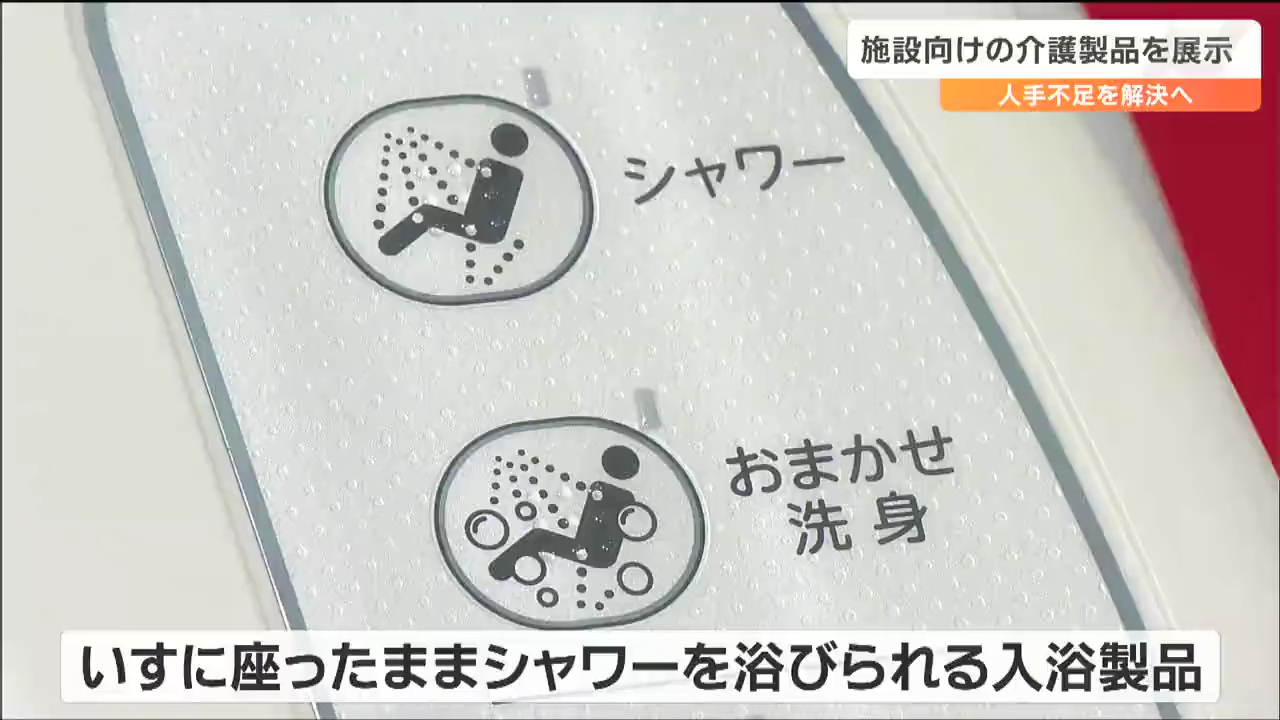 施設向けの介護製品を展示
人手不足を解決へ
シャワー
おまかせ
洗身
いすに座ったままシャワーを浴びられる入浴製品